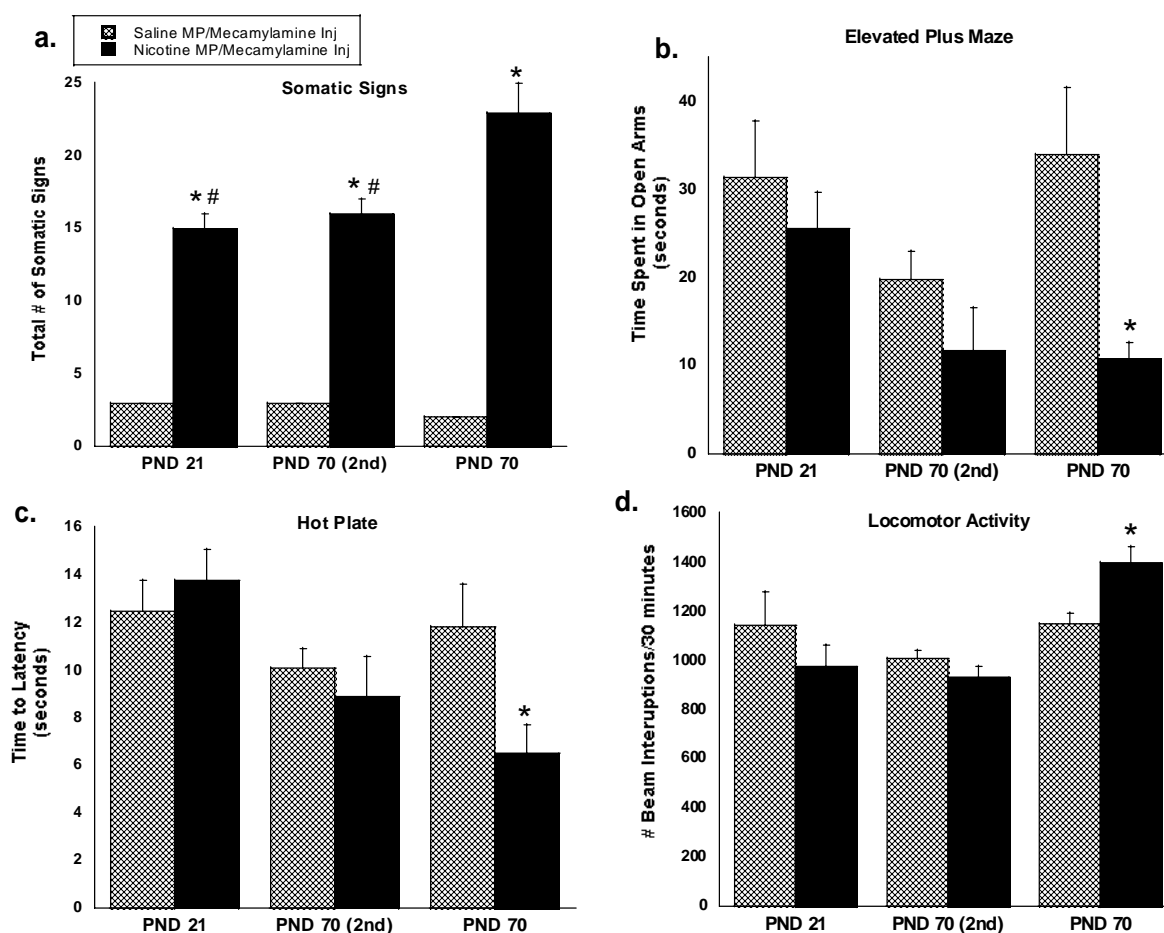 a.
Saline MP/Mecamylamine Inj
Nicotine MP/Mecamylamine Inj
Somatic Signs
Total # of Somatic Signs
25
20
15
10
5
0
* #
* #
*
PND 21
PND 70 (2nd)
PND 70
b.
Elevated Plus Maze
Time Spent in Open Arms
(seconds)
40
30
20
10
0
*
PND 21
PND 70 (2nd)
PND 70
c.
Hot Plate
Time to Latency
(seconds)
16
14
12
10
8
6
4
2
0
*
PND 21
PND 70 (2nd)
PND 70
d.
Locomotor Activity
# Beam Interuptions/30 minutes
1600
1400
1200
1000
800
600
400
200
0
*
PND 21
PND 70 (2nd)
PND 70